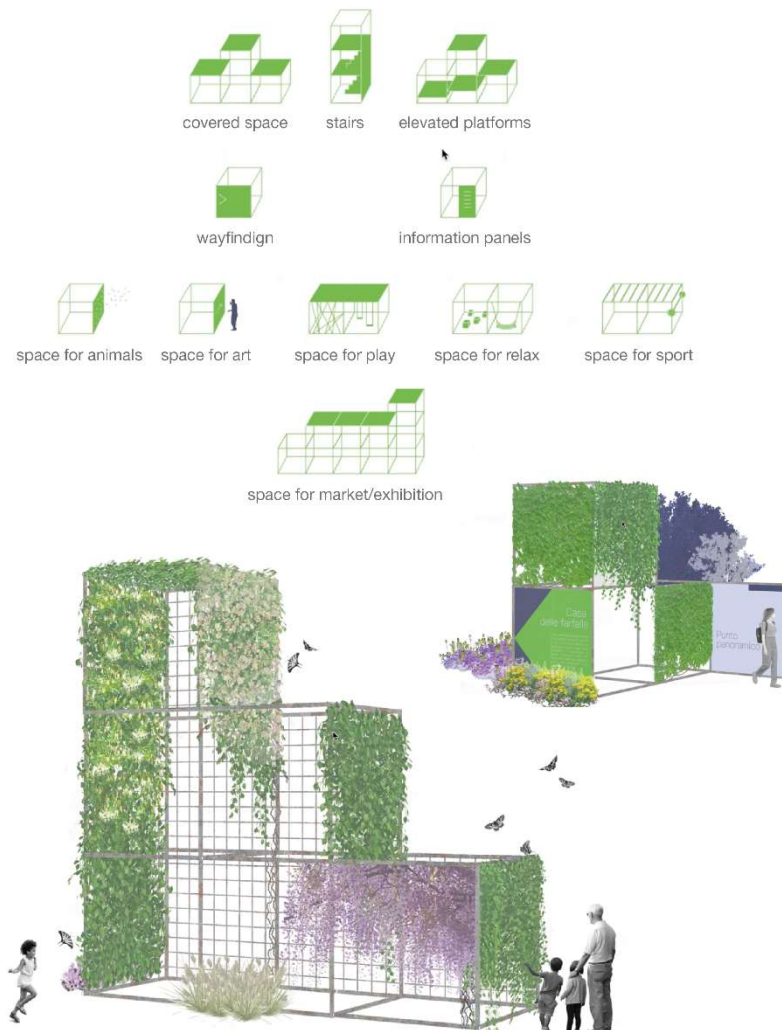 covered space
stairs
elevated platforms
wayfindign
information panels
space for animals
space for art
space for play
space for relax
space for sport
space for market/exhibition
Casa
delle farfalle
Punto
panoramico